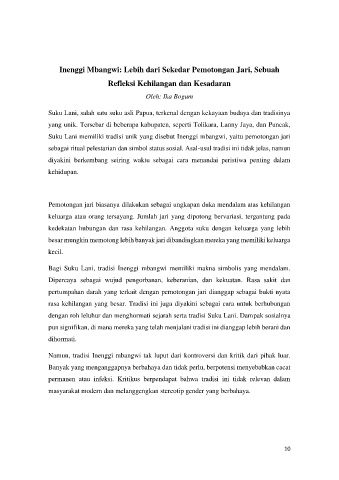 Inenggi Mbangwi: Lebih dari Sekedar Pemotongan Jari, Sebuah
Refleksi Kehilangan dan Kesadaran
Oleh: Ika Bogum
Suku Lani, salah satu suku asli Papua, terkenal dengan kekayaan budaya dan tradisinya
yang unik. Tersebar di beberapa kabupaten, seperti Tolikara, Lanny Jaya, dan Puncak,
Suku Lani memiliki tradisi unik yang disebut Inenggi mbangwi, yaitu pemotongan jari
sebagai ritual pelestarian dan simbol status sosial. Asal-usul tradisi ini tidak jelas, namun
diyakini berkembang seiring waktu sebagai cara menandai peristiwa penting dalam
kehidupan.
Pemotongan jari biasanya dilakukan sebagai ungkapan duka mendalam atas kehilangan
keluarga atau orang tersayang. Jumlah jari yang dipotong bervariasi, tergantung pada
kedekatan hubungan dan rasa kehilangan. Anggota suku dengan keluarga yang lebih
besar mungkin memotong lebih banyak jari dibandingkan mereka yang memiliki keluarga
kecil.
Bagi Suku Lani, tradisi Inenggi mbangwi memiliki makna simbolis yang mendalam.
Dipercaya sebagai wujud pengorbanan, keberanian, dan kekuatan. Rasa sakit dan
pertumpahan darah yang terkait dengan pemotongan jari dianggap sebagai bukti nyata
rasa kehilangan yang besar. Tradisi ini juga diyakini sebagai cara untuk berhubungan
dengan roh leluhur dan menghormati sejarah serta tradisi Suku Lani. Dampak sosialnya
pun signifikan, di mana mereka yang telah menjalani tradisi ini dianggap lebih berani dan
dihormati.
Namun, tradisi Inenggi mbangwi tak luput dari kontroversi dan kritik dari pihak luar.
Banyak yang menganggapnya berbahaya dan tidak perlu, berpotensi menyebabkan cacat
permanen atau infeksi. Kritikus berpendapat bahwa tradisi ini tidak relevan dalam
masyarakat modern dan melanggengkan stereotip gender yang berbahaya.
10